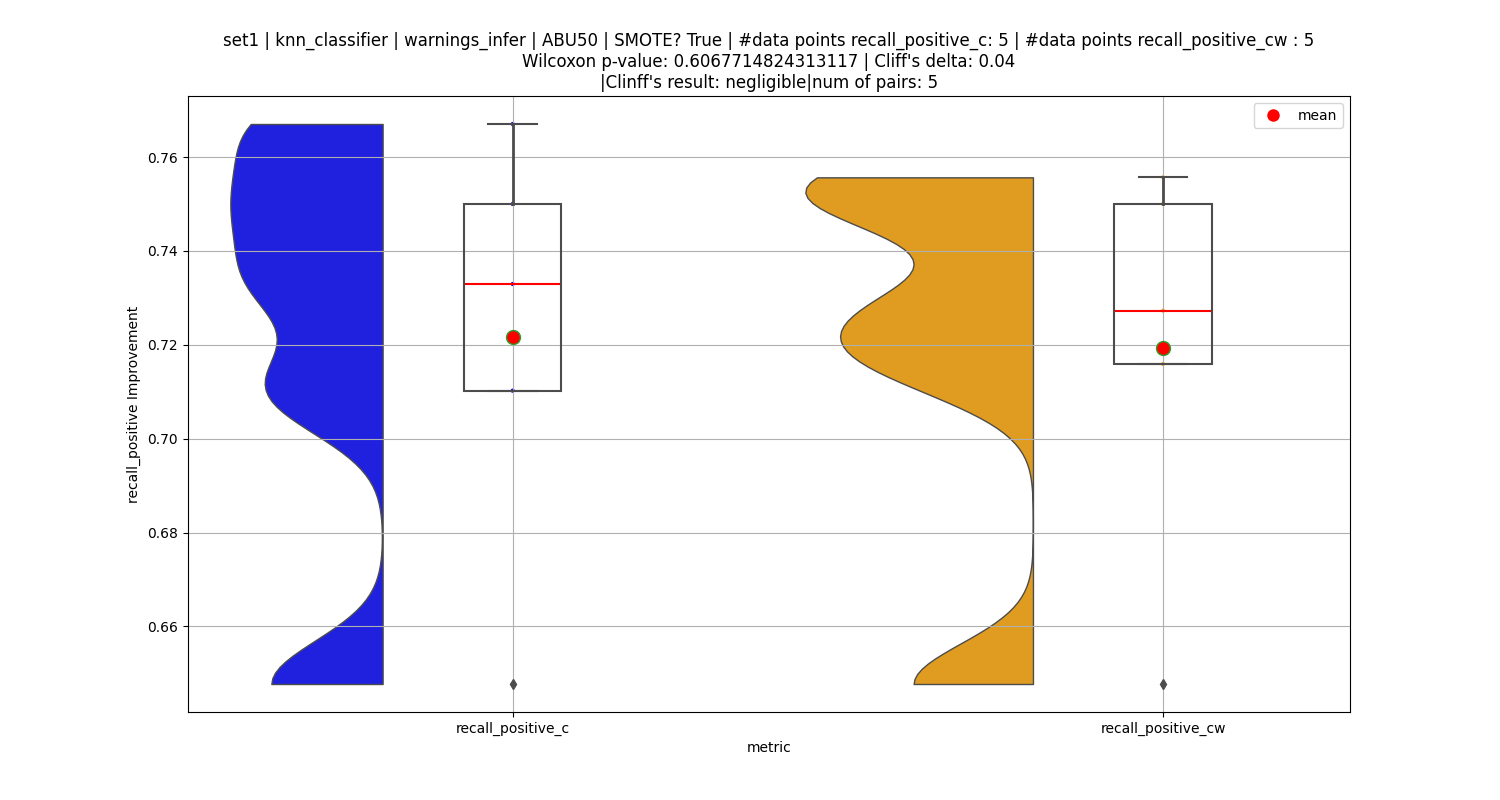 set1 | knn_classifier | warnings_infer | ABU50 | SMOTE? True | #data points recall_positive_c: 5 | #data points recall_positive_cw : 5
Wilcoxon p-value: 0.6067714824313117 | Cliff's delta: 0.04
|Clinff's result: negligible|num of pairs: 5
mean
0.76
0.74
0.72
0.70
0.68
0.66
recall_positive Improvement
recall_positive_c
recall_positive_cw
metric